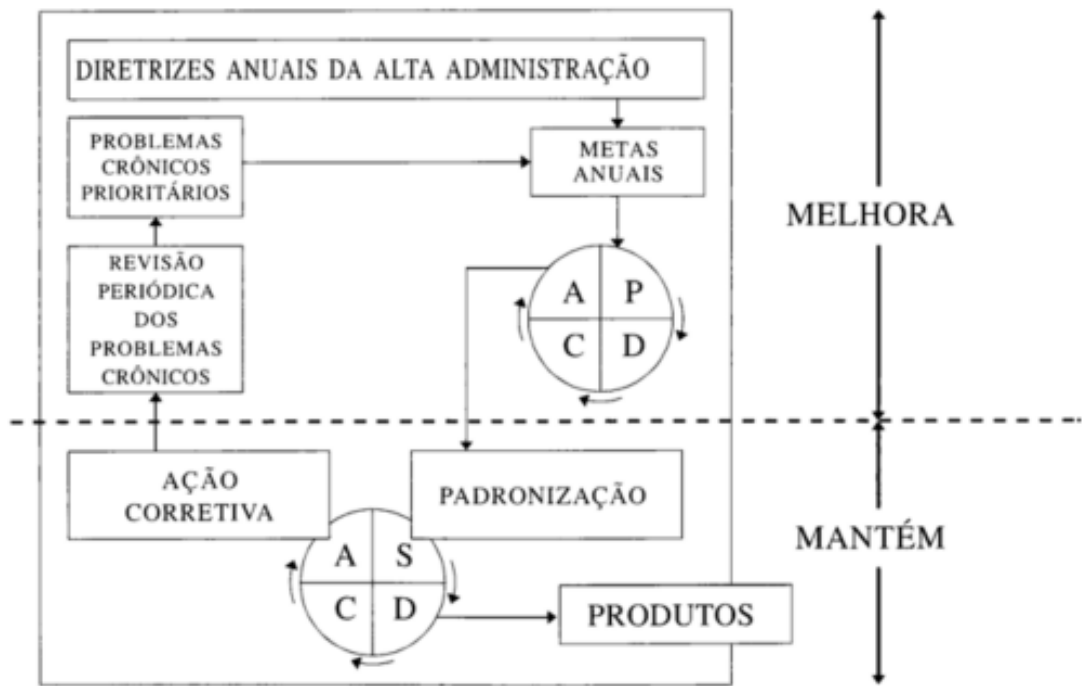 DIRETRIZES ANUAIS DA ALTA ADMINISTRAÇÃO
PROBLEMAS
CRÔNICOS
PRIORITÁRIOS
METAS
ANUAIS
MELHORA
REVISÃO
PERIÓDICA
DOS
PROBLEMAS
CRÔNICOS
A P
C D
AÇÃO
CORRETIVA
PADRONIZAÇÃO
MANTÉM
A S
C D
PRODUTOS